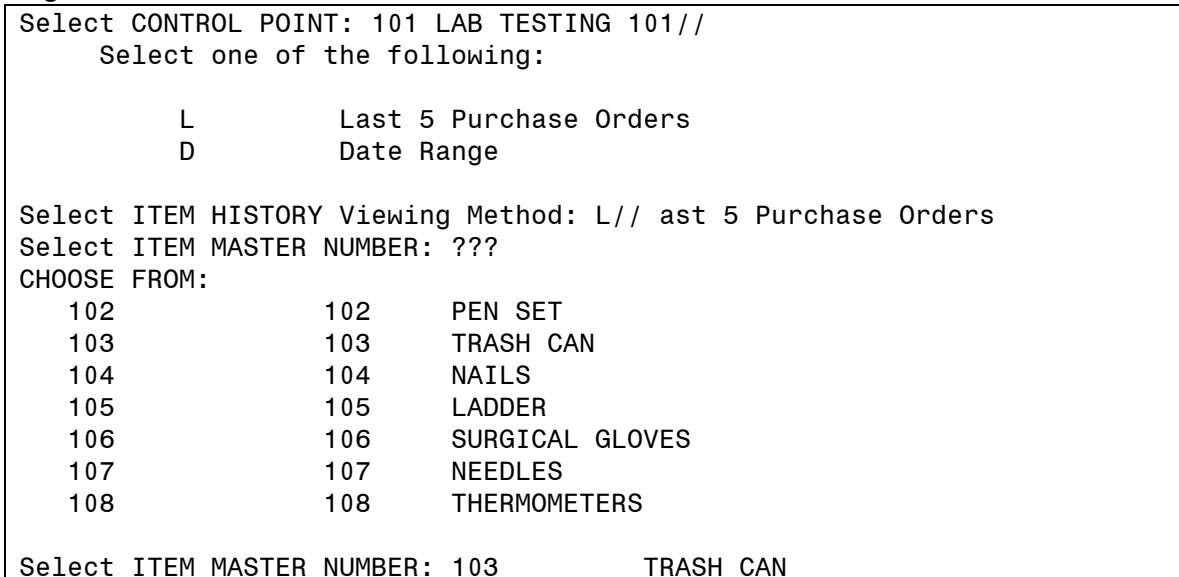 Select CONTROL POINT: 101 LAB TESTING 101//
Select one of the following:
L Last 5 Purchase Orders
D Date Range
Select ITEM HISTORY Viewing Method: L// ast 5 Purchase Orders
Select ITEM MASTER NUMBER: ???
CHOOSE FROM:
102 102 PEN SET
103 103 TRASH CAN
104 104 NAILS
105 105 LADDER
106 106 SURGICAL GLOVES
107 107 NEEDLES
108 108 THERMOMETERS
Select ITEM MASTER NUMBER: 103 TRASH CAN